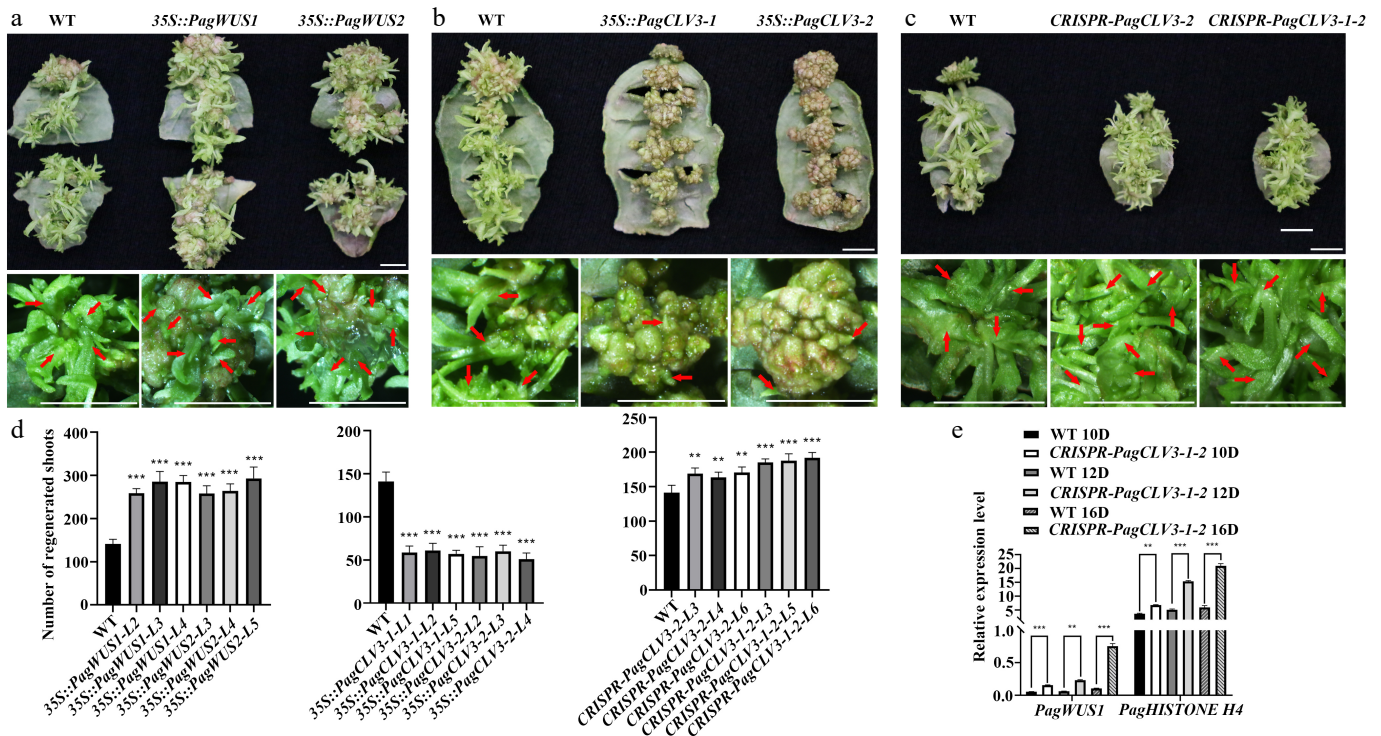 a
WT
35S::PagWUS1
35S::PagWUS2
b
WT
35S::PagCLV3-1
35S::PagCLV3-2
c
WT
CRISPR-PagCLV3-2
CRISPR-PagCLV3-1-2
d
Number of regenerated shoots
400
300
200
100
0
WT
35S::PagWUS1-L2
35S::PagWUS1-L3
35S::PagWUS1-L4
35S::PagWUS2-L3
35S::PagWUS2-L4
35S::PagWUS2-L5
***
***
***
***
***
***
200
150
100
50
0
WT
35S::PagCLV3-1-L1
35S::PagCLV3-1-L2
35S::PagCLV3-1-L5
35S::PagCLV3-2-L2
35S::PagCLV3-2-L3
35S::PagCLV3-2-L4
***
***
***
***
***
***
250
200
150
100
50
0
WT
CRISPR-PagCLV3-2-L3
CRISPR-PagCLV3-2-L4
CRISPR-PagCLV3-2-L6
CRISPR-PagCLV3-1-2-L3
CRISPR-PagCLV3-1-2-L5
CRISPR-PagCLV3-1-2-L6
**
**
**
***
***
***
e
WT 10D
CRISPR-PagCLV3-1-2 10D
WT 12D
CRISPR-PagCLV3-1-2 12D
WT 16D
CRISPR-PagCLV3-1-2 16D
Relative expression level
25
20
15
10
5
1.0
0.5
0.0
***
**
***
**
***
***
PagWUS1
PagHISTONE H4